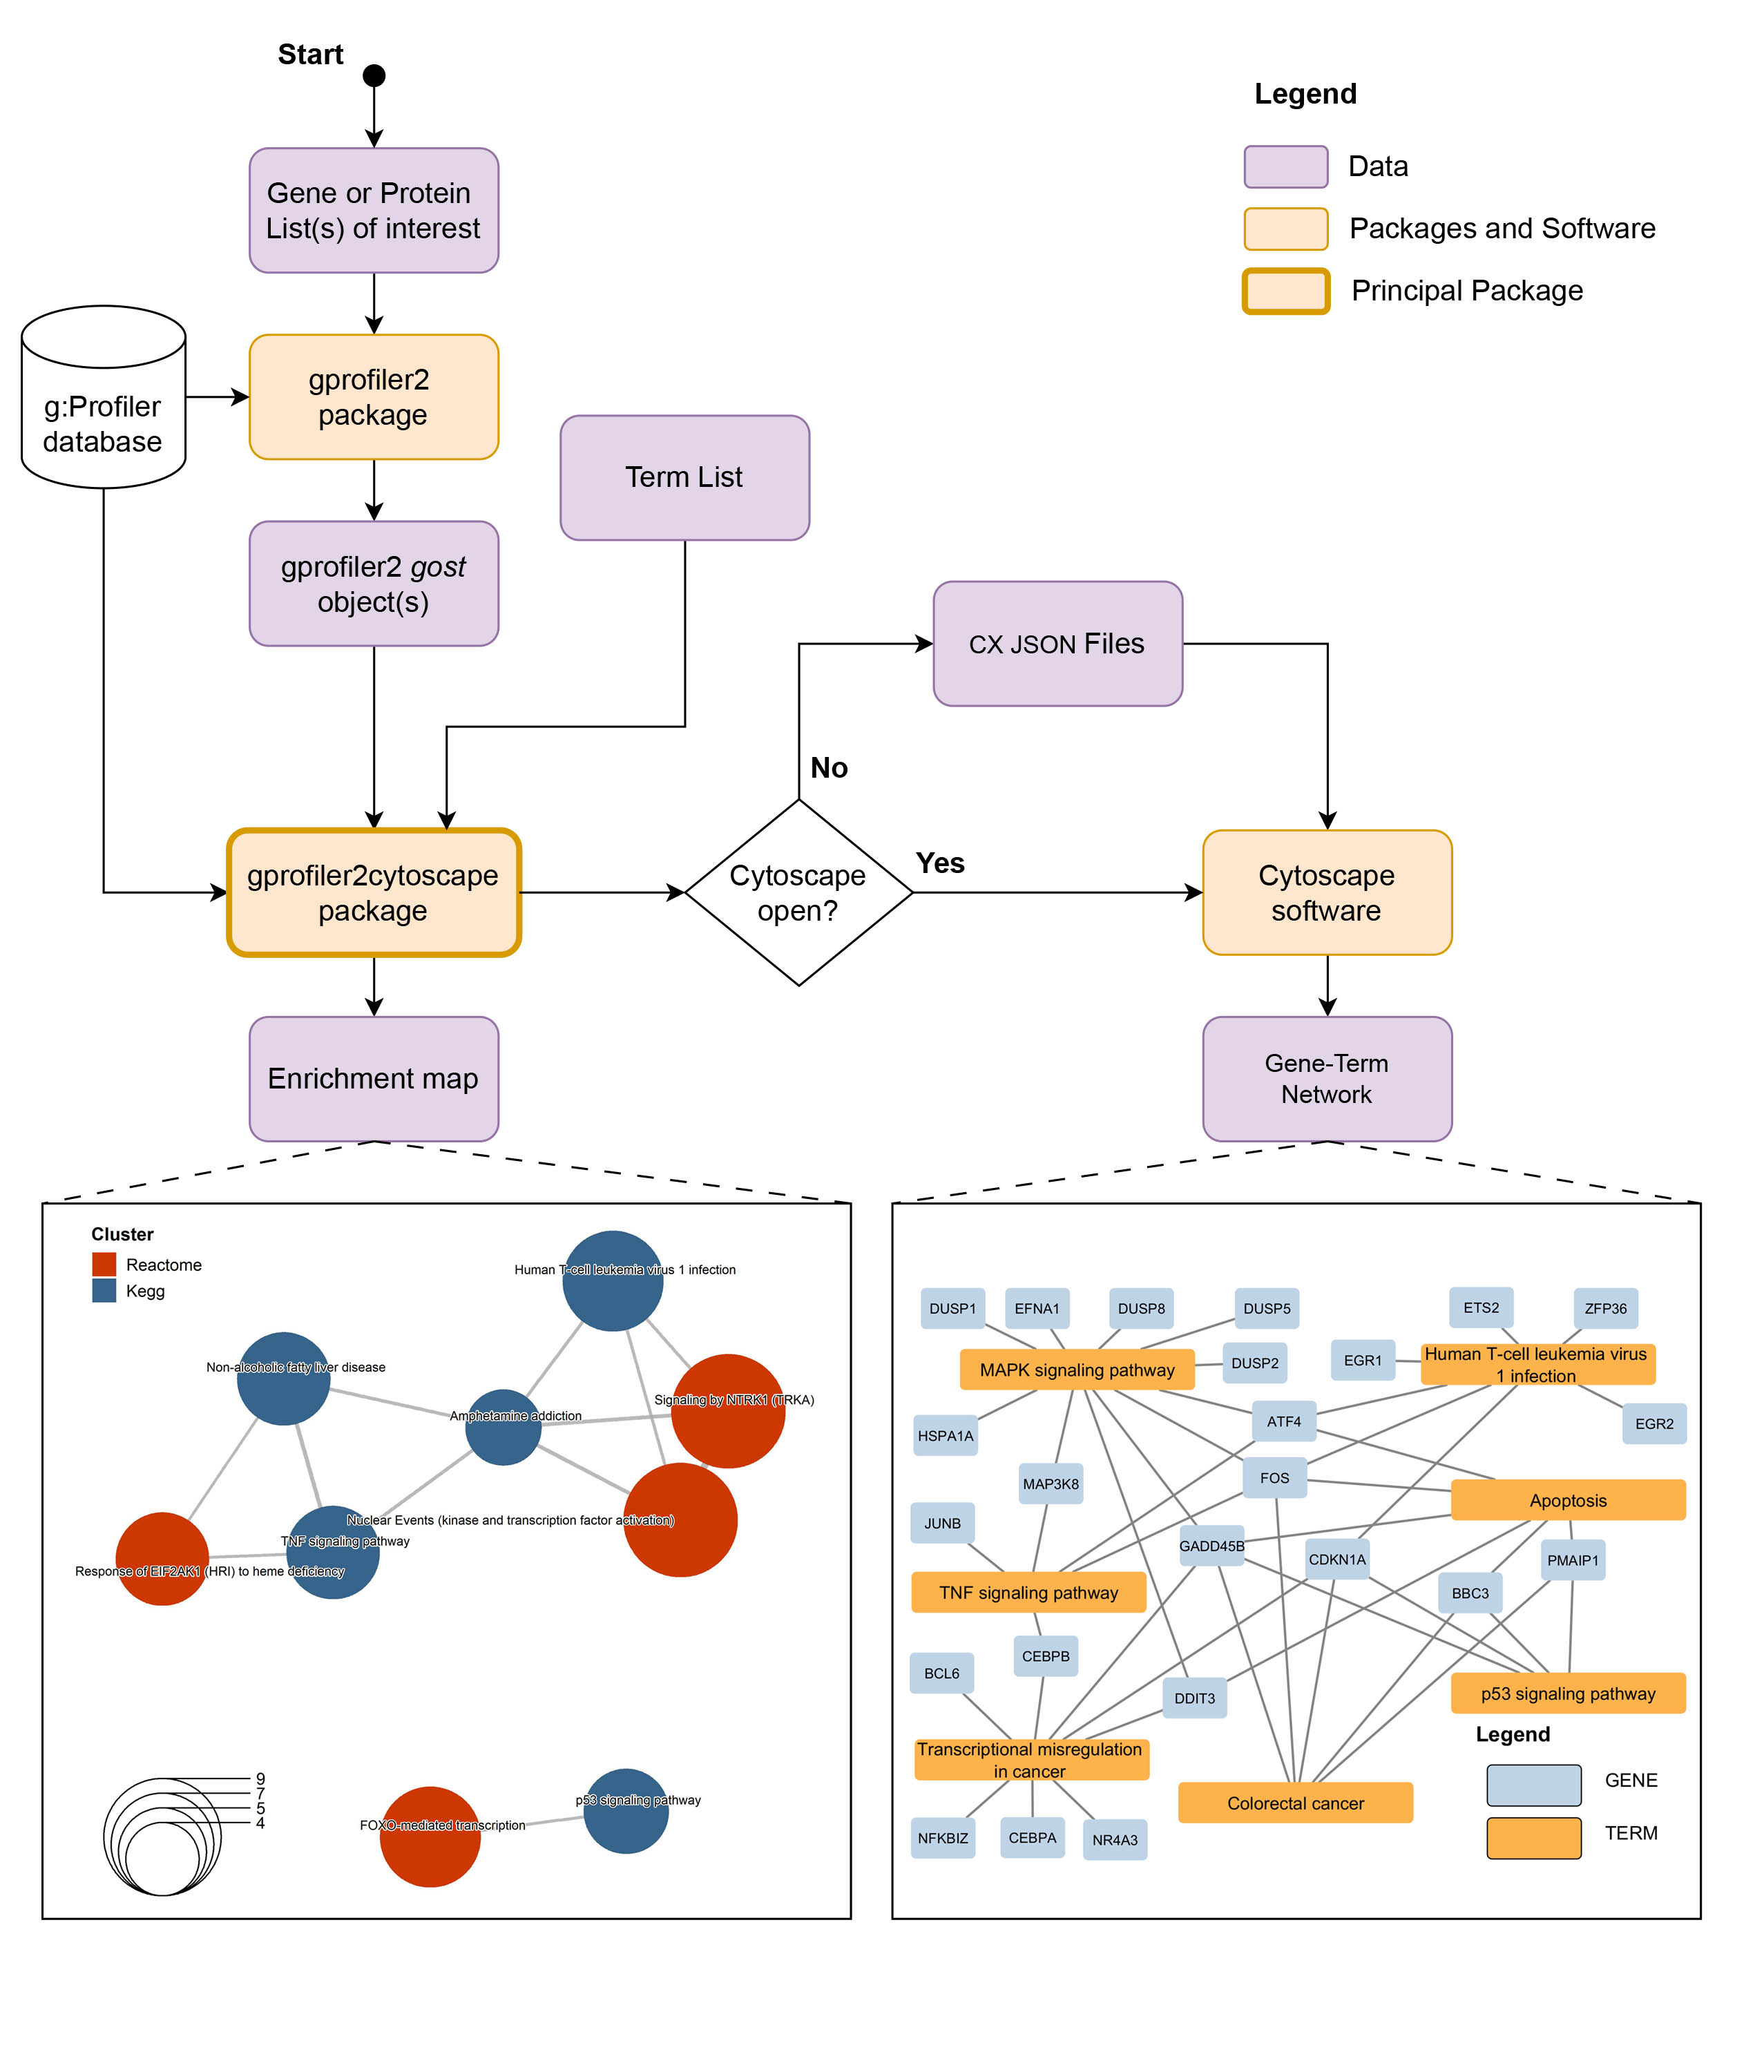 Start
Legend
Data
Packages and Software
Principal Package
Gene or Protein
List(s) of interest
g:Profiler
database
gprofiler2
package
Term List
gprofiler2 gost
object(s)
CX JSON Files
No
Yes
gprofiler2cytoscape
package
Cytoscape
open?
Cytoscape
software
Enrichment map
Gene-Term
Network
Cluster
Reactome
Kegg
Human T-cell leukemia virus 1 infection
Non-alcoholic fatty liver disease
Signaling by NTRK1 (TRKA)
Amphetamine addiction
Nuclear Events (kinase and transcription factor activation)
TNF signaling pathway
Response of EIF2AK1 (HRI) to heme deficiency
9
7
5
4
p53 signaling pathway
FOXO-mediated transcription
DUSP1
EFNA1
DUSP8
DUSP5
ETS2
ZFP36
MAPK signaling pathway
DUSP2
EGR1
Human T-cell leukemia virus
1 infection
HSPA1A
ATF4
EGR2
MAP3K8
FOS
Apoptosis
JUNB
GADD45B
CDKN1A
PMAIP1
TNF signaling pathway
BBC3
CEBPB
BCL6
DDIT3
p53 signaling pathway
Transcriptional misregulation
in cancer
Colorectal cancer
NFKBIZ
CEBPA
NR4A3
Legend
GENE
TERM